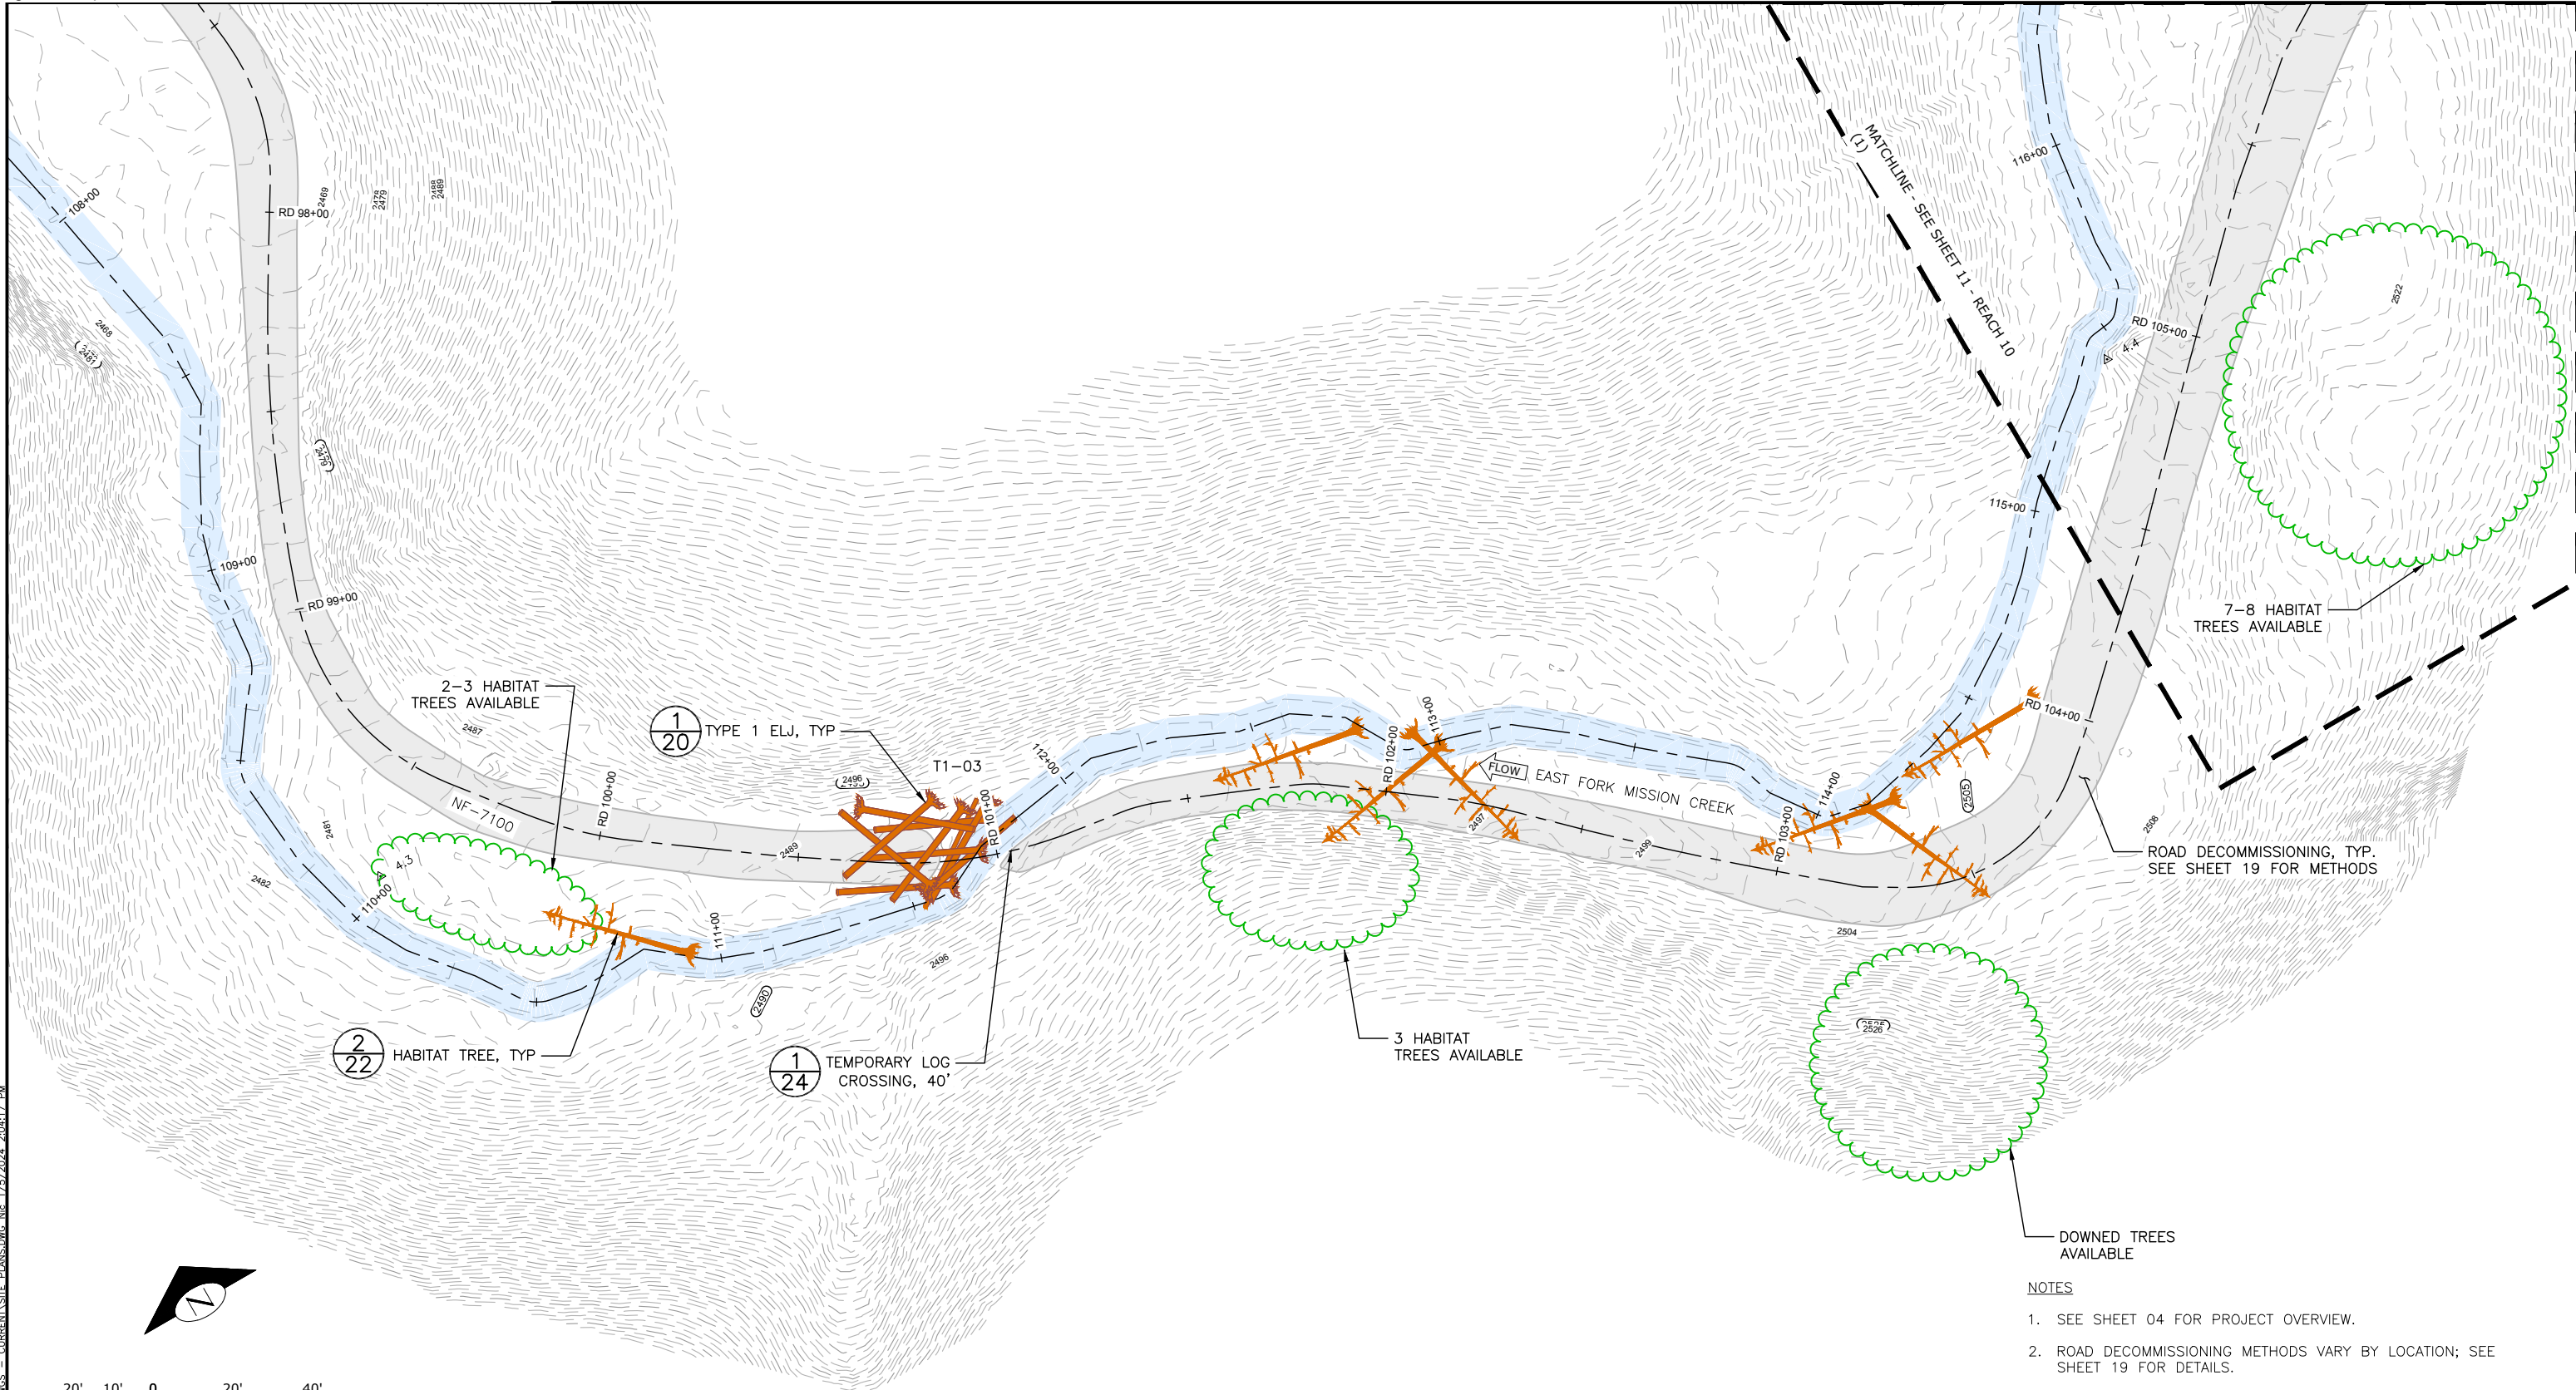 108+00
RD 98+00
2469
2478
2479
2488
2489
MATCHLINE - SEE SHEET 11 - REACH 10
(1)
116+00
2522
RD 105+00
4.4
2468
2481
2479
109+00
RD 99+00
115+00
7-8 HABITAT
TREES AVAILABLE
2-3 HABITAT
TREES AVAILABLE
2487
1
20
TYPE 1 ELJ, TYP
T1-03
112+00
RD 102+00
113+00
RD 104+00
FLOW
EAST FORK MISSION CREEK
2496
RD 100+00
NF-7100
RD 101+00
114+00
2505
RD 103+00
2497
2499
2508
2481
2489
ROAD DECOMMISSIONING, TYP.
SEE SHEET 19 FOR METHODS
4.3
2482
110+00
111+00
2496
2504
2490
2526
2
22
HABITAT TREE, TYP
1
24
TEMPORARY LOG
CROSSING, 40'
3 HABITAT
TREES AVAILABLE
DOWNED TREES
AVAILABLE
N
NOTES
1. SEE SHEET 04 FOR PROJECT OVERVIEW.
2. ROAD DECOMMISSIONING METHODS VARY BY LOCATION; SEE
SHEET 19 FOR DETAILS.
20' 10' 0 20' 40'